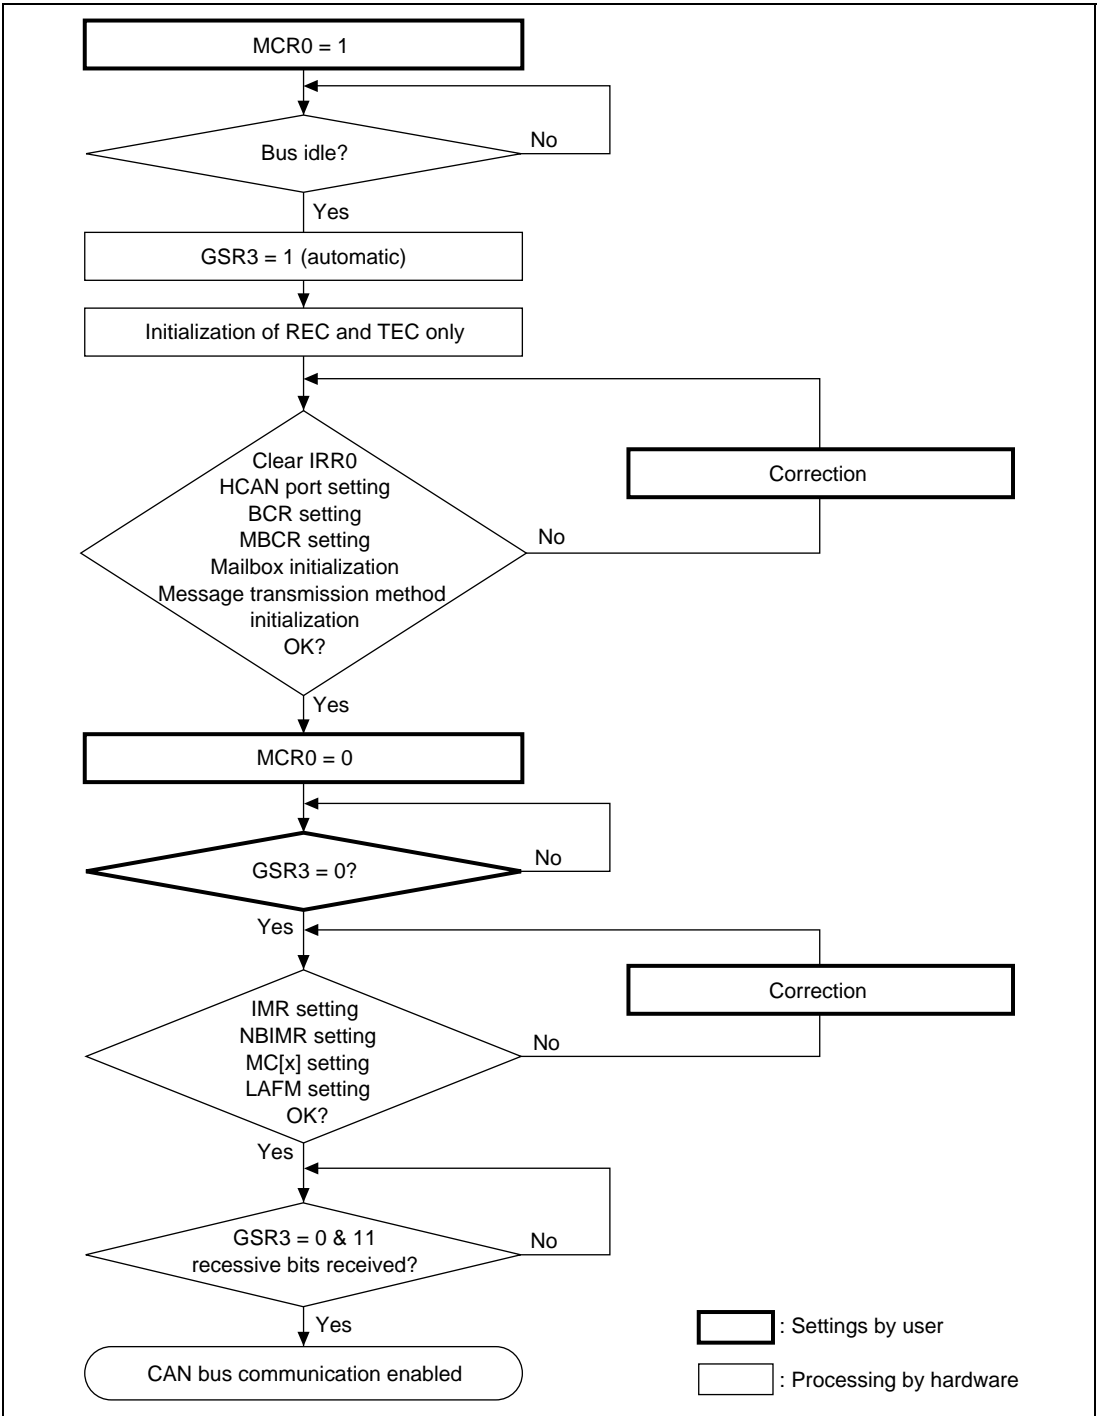 MCR0 = 1
Bus idle?
No
Yes
GSR3 = 1 (automatic)
Initialization of REC and TEC only
Clear IRR0
HCAN port setting
BCR setting
MBCR setting
Mailbox initialization
Message transmission method
initialization
OK?
No
Correction
Yes
MCR0 = 0
GSR3 = 0?
No
Yes
IMR setting
NBIMR setting
MC[x] setting
LAFM setting
OK?
No
Correction
Yes
GSR3 = 0 & 11
recessive bits received?
No
Yes
CAN bus communication enabled
: Settings by user
: Processing by hardware